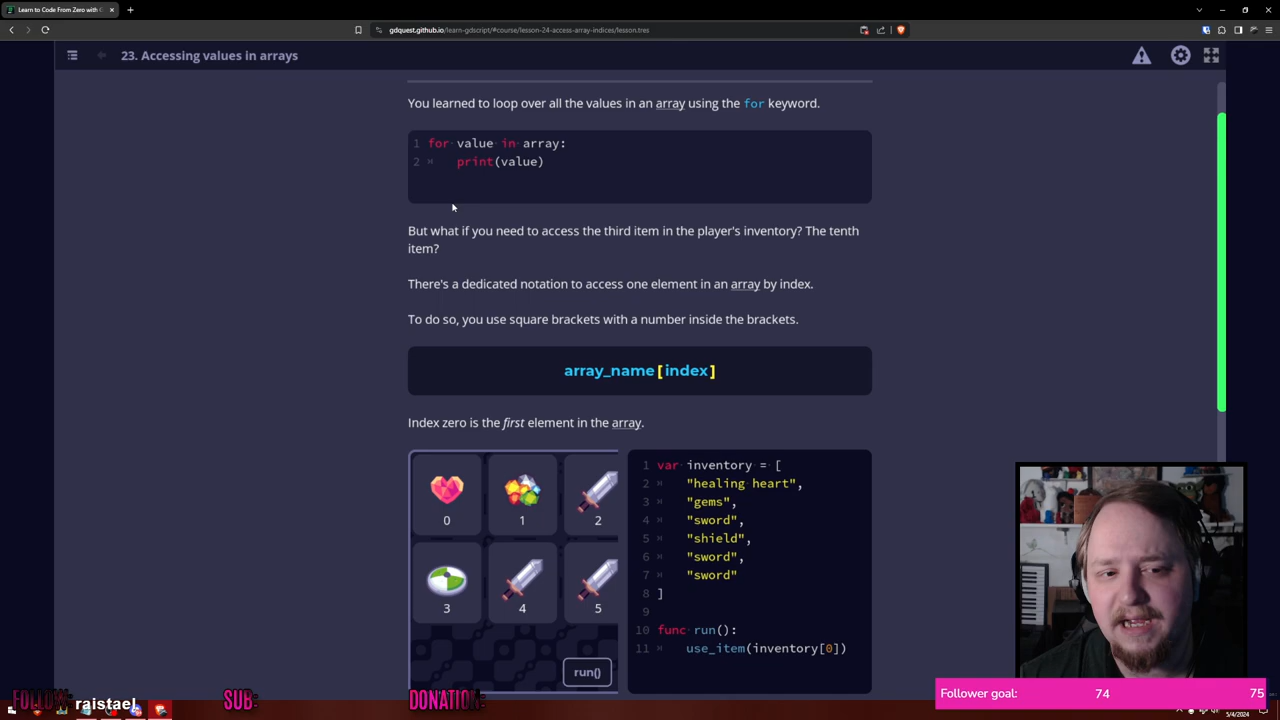 Learn to Code From Zero with
gdquest.github.io/learn-gdscript/#course/lesson-24-access-array-indices/lesson.tres
23. Accessing values in arrays
You learned to loop over all the values in an array using the for keyword.
1 for value in array:
2 print(value)
But what if you need to access the third item in the player's inventory? The tenth
item?
There's a dedicated notation to access one element in an array by index.
To do so, you use square brackets with a number inside the brackets.
array_name[index]
Index zero is the first element in the array.
0 1 2
3 4 5
run()
1 var inventory = [
2 "healing heart",
3 "gems",
4 "sword",
5 "shield",
6 "sword",
7 "sword"
8 ]
9
10 func run():
11 use_item(inventory[0])
FOLLOW: raistael
SUB:
DONATION:
Follower goal: 74 75
5/4/2024